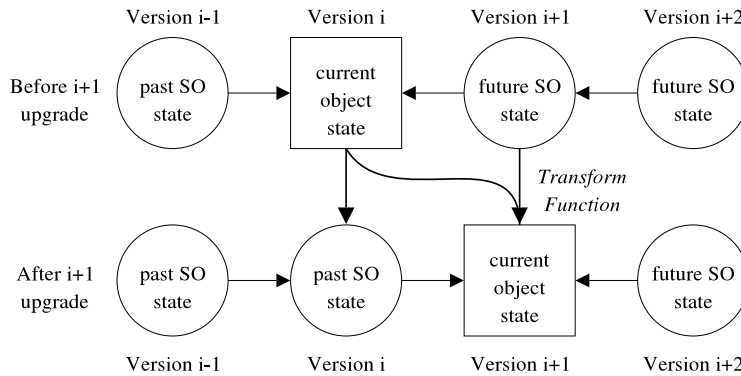 Version i-1
Version i
Version i+1
Version i+2
Before i+1
upgrade
past SO
state
current
object
state
future SO
state
future SO
state
Transform
Function
After i+1
upgrade
past SO
state
past SO
state
current
object
state
future SO
state
Version i-1
Version i
Version i+1
Version i+2